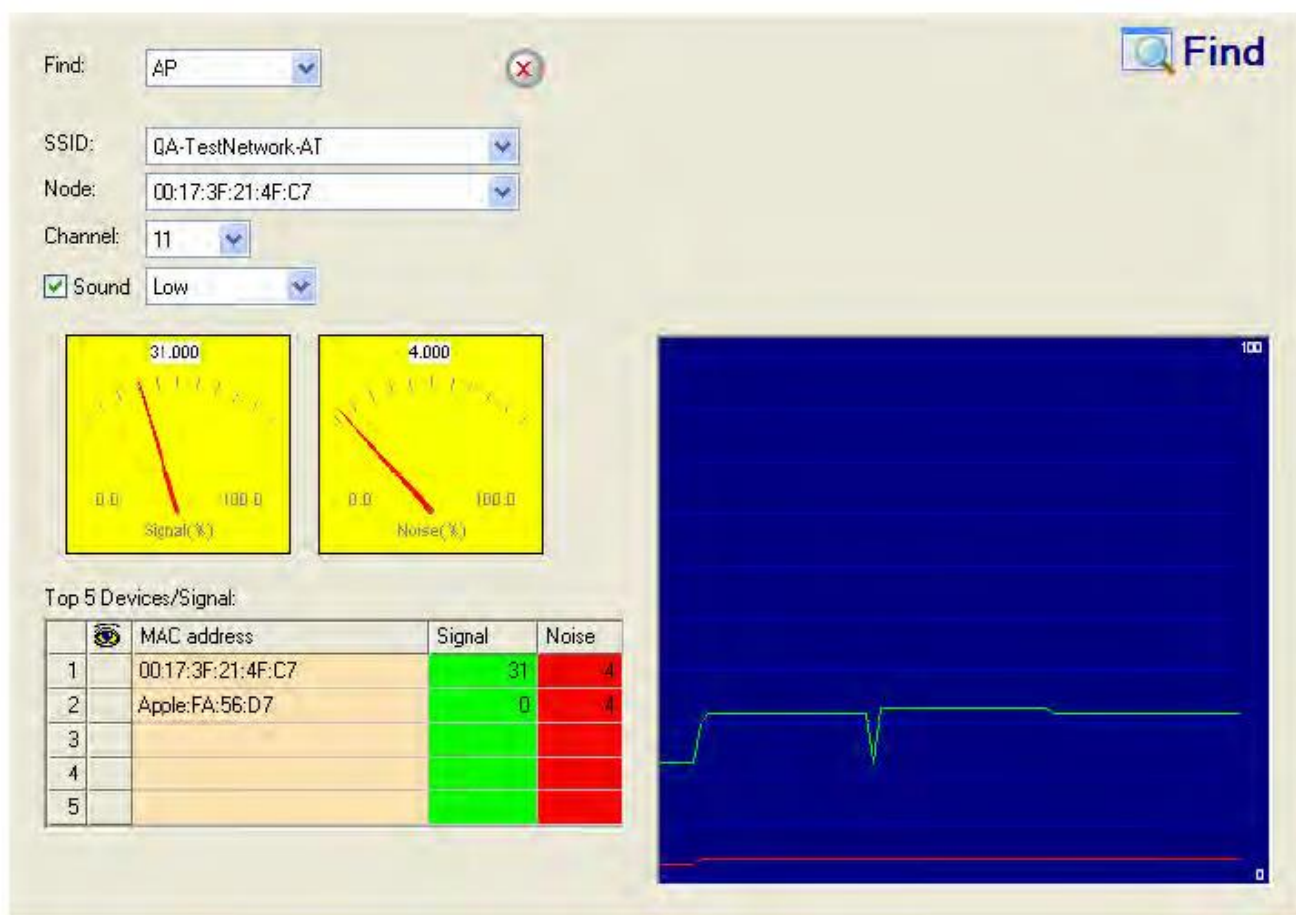 Find: AP
Find
SSID: QA-TestNetwork-AT
Node: 00:17:3F:21:4F:C7
Channel: 11
Sound Low
31.000
0.0 100.0
Signal(%)
4.000
0.0 100.0
Noise(%)
100
0
Top 5 Devices/Signal:
MAC address Signal Noise
1 00:17:3F:21:4F:C7 31 4
2 Apple:FA:56:D7 0 4
3
4
5